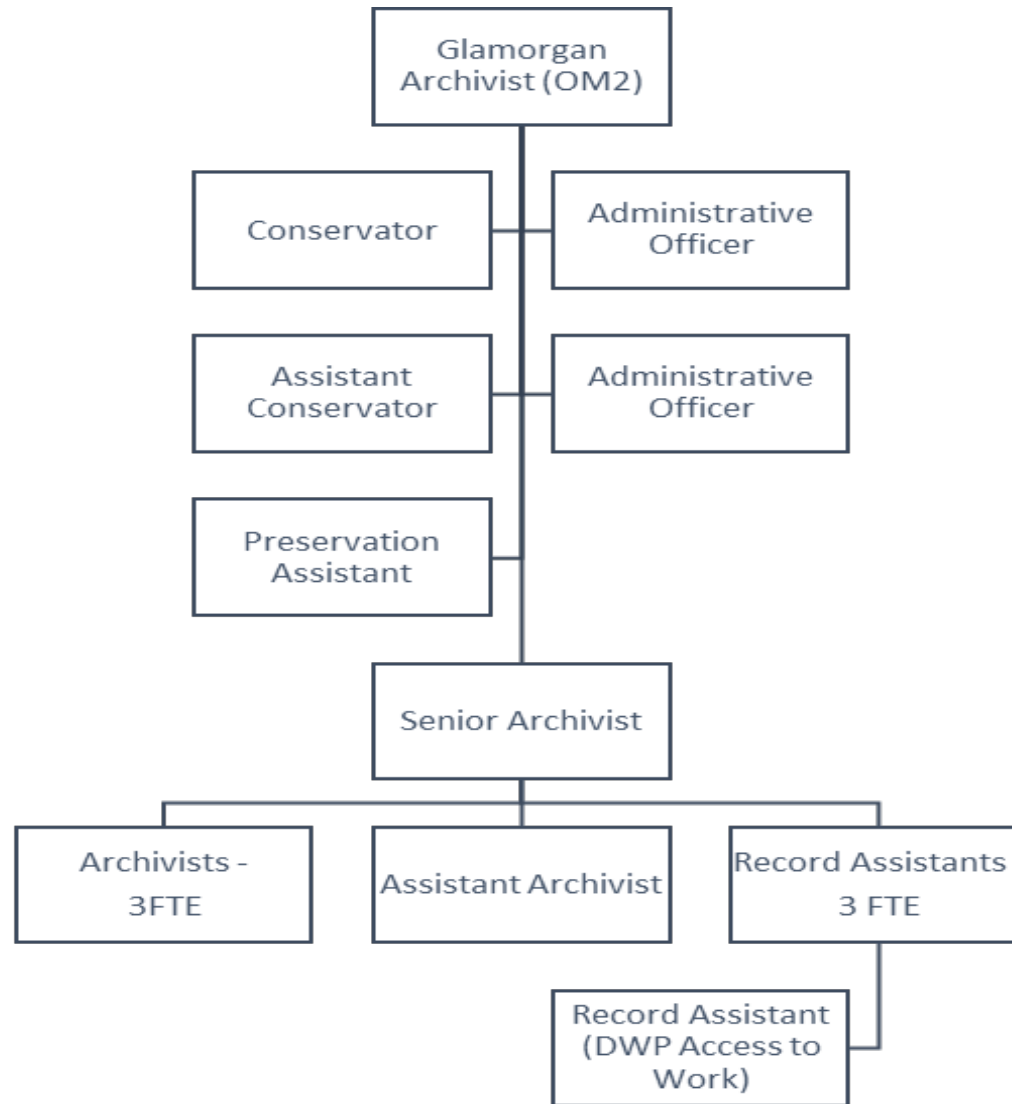 Glamorgan
Archivist (OM2)
Conservator
Administrative
Officer
Assistant
Conservator
Administrative
Officer
Preservation
Assistant
Senior Archivist
Archivists -
3FTE
Assistant Archivist
Record Assistants
3 FTE
Record Assistant
(DWP Access to
Work)